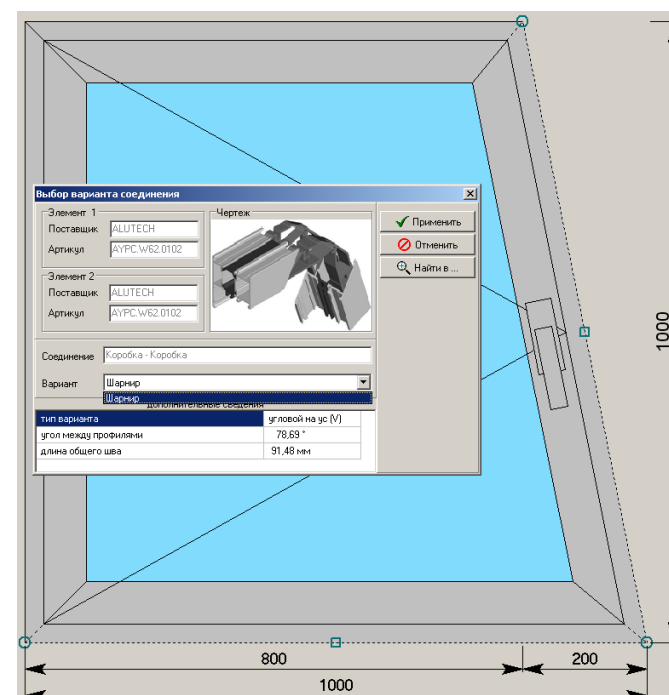 Выбор варианта соединения
Элемент 1
Поставщик ALUTECH
Артикул AYPC.W62.0102
Чертеж
Применить
Отменить
Найти в ...
Элемент 2
Поставщик ALUTECH
Артикул AYPC.W62.0102
Соединение Коробка - Коробка
Вариант Шарнир
Шарнир
дополнительные сведения
тип варианта угловой на ус (V)
угол между профилями 78,69 °
длина общего шва 91,48 мм
1000
800
200
1000